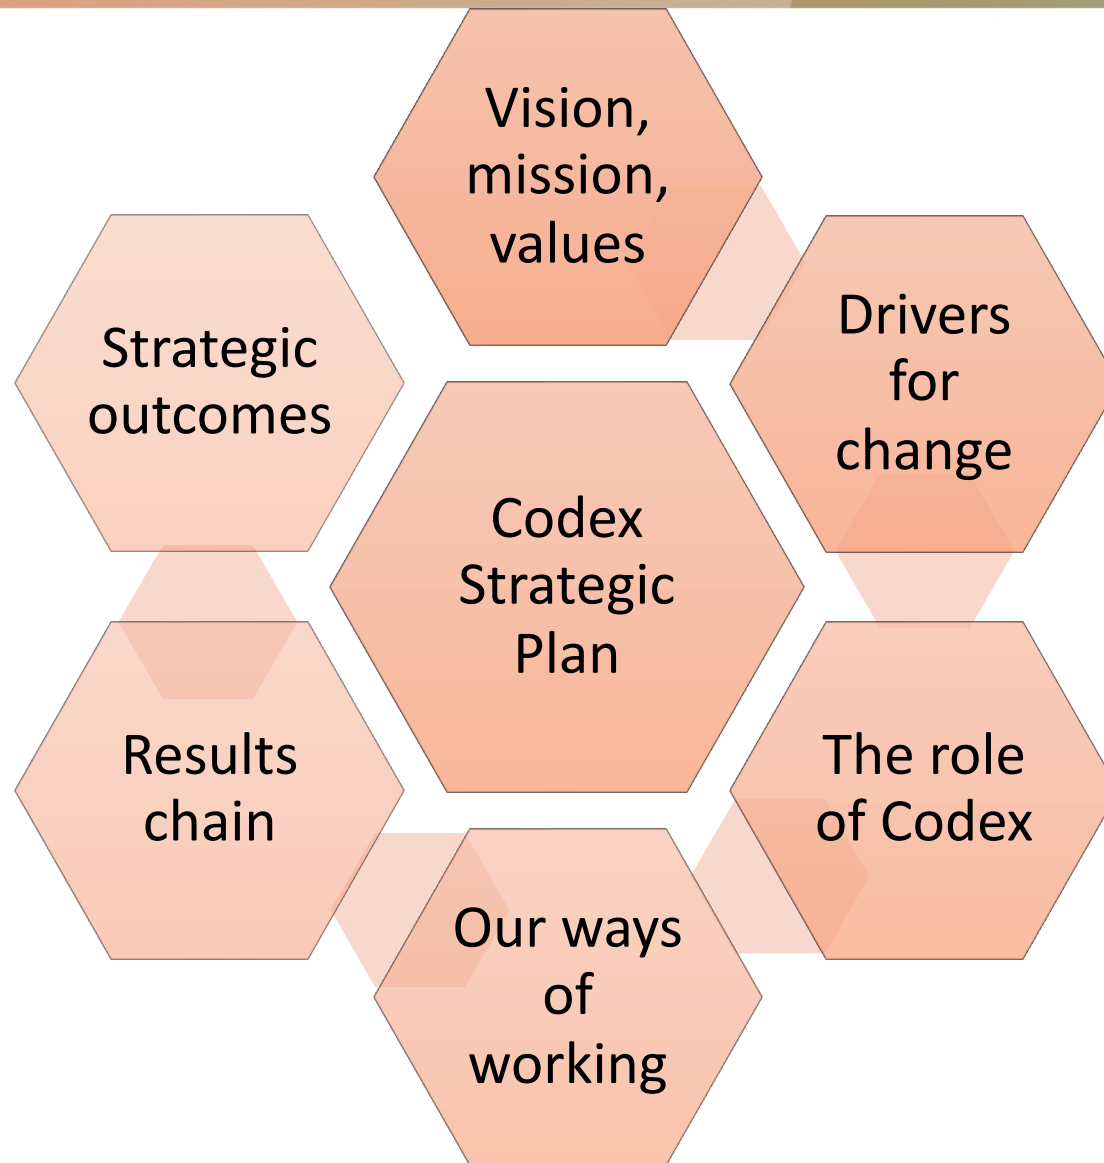 Vision,
mission,
values
Drivers
for
change
The role
of Codex
Our ways
of
working
Results
chain
Strategic
outcomes
Codex
Strategic
Plan